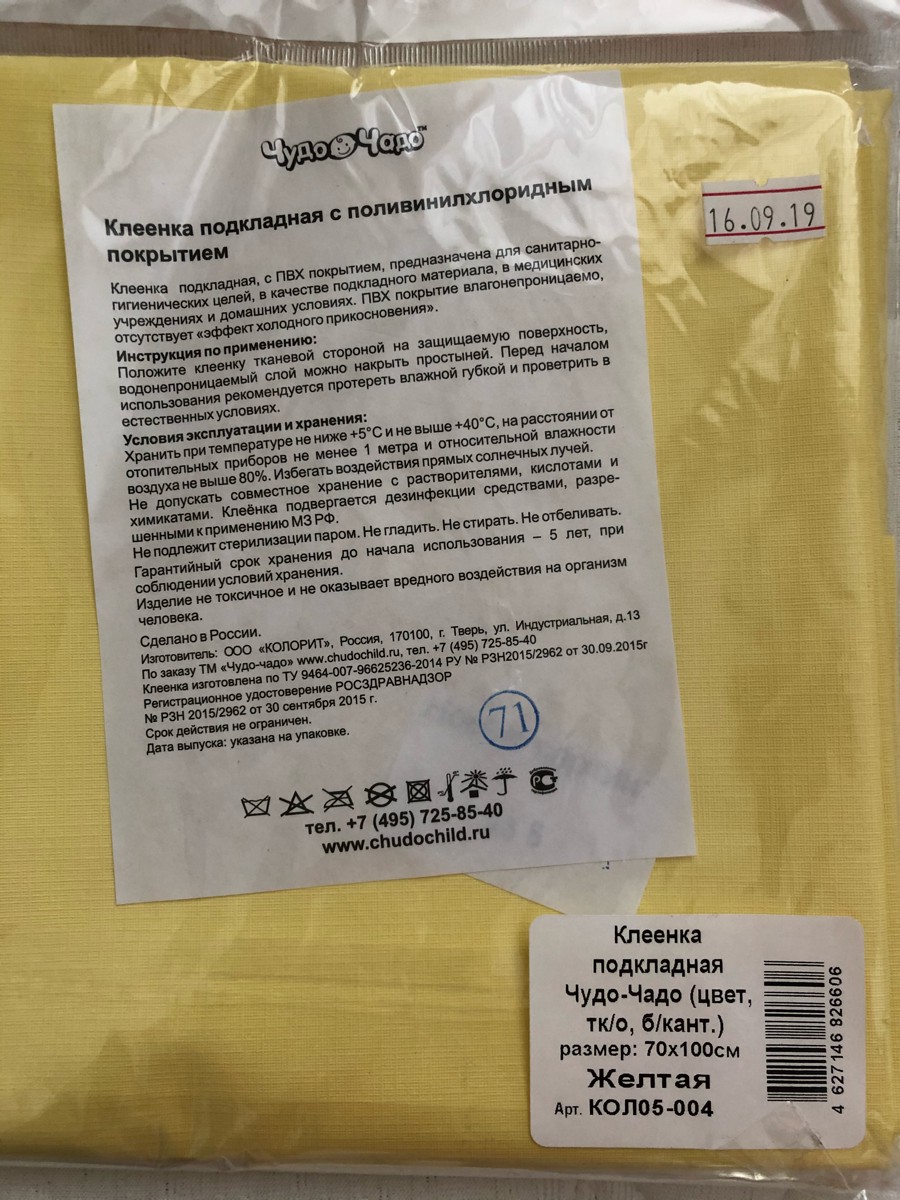 Чудо Чадо™
16.09.19
Клеенка подкладная с поливинилхлоридным
покрытием
Клеенка подкладная, с ПВХ покрытием, предназначена для санитарно-
гигиенических целей, в качестве подкладного материала, в медицинских
учреждениях и домашних условиях. ПВХ покрытие влагонепроницаемо,
отсутствует «эффект холодного прикосновения».
Инструкция по применению:
Положите клеенку тканевой стороной на защищаемую поверхность,
водонепроницаемый слой можно накрыть простыней. Перед началом
использования рекомендуется протереть влажной губкой и проветрить в
естественных условиях.
Условия эксплуатации и хранения:
Хранить при температуре не ниже +5°С и не выше +40°С, на расстоянии от
отопительных приборов не менее 1 метра и относительной влажности
воздуха не выше 80%. Избегать воздействия прямых солнечных лучей.
Не допускать совместное хранение с растворителями, кислотами и
химикатами. Клеёнка подвергается дезинфекции средствами, разре-
шенными к применению МЗ РФ.
Не подлежит стерилизации паром. Не гладить. Не стирать. Не отбеливать.
Гарантийный срок хранения до начала использования – 5 лет, при
соблюдении условий хранения.
Изделие не токсичное и не оказывает вредного воздействия на организм
человека.
Сделано в России.
Изготовитель: ООО «КОЛОРИТ», Россия, 170100, г. Тверь, ул. Индустриальная, д.13
По заказу ТМ «Чудо-чадо» www.chudochild.ru, тел. +7 (495) 725-85-40
Клеенка изготовлена по ТУ 9464-007-96625236-2014 РУ № РЗН2015/2962 от 30.09.2015г
Регистрационное удостоверение РОСЗДРАВНАДЗОР
№ РЗН 2015/2962 от 30 сентября 2015 г.
Срок действия не ограничен.
Дата выпуска: указана на упаковке.
71
РСТ
тел. +7 (495) 725-85-40
www.chudochild.ru
Клеенка
подкладная
Чудо-Чадо (цвет,
тк/о, б/кант.)
размер: 70х100см
Желтая
Арт. КОЛ05-004
4 627146 826606